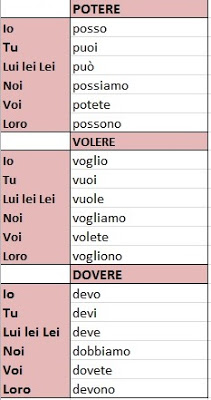 POTERE
Io posso
Tu puoi
Lui lei Lei può
Noi possiamo
Voi potete
Loro possono
VOLERE
Io voglio
Tu vuoi
Lui lei Lei vuole
Noi vogliamo
Voi volete
Loro vogliono
DOVERE
Io devo
Tu devi
Lui lei Lei deve
Noi dobbiamo
Voi dovete
Loro devono